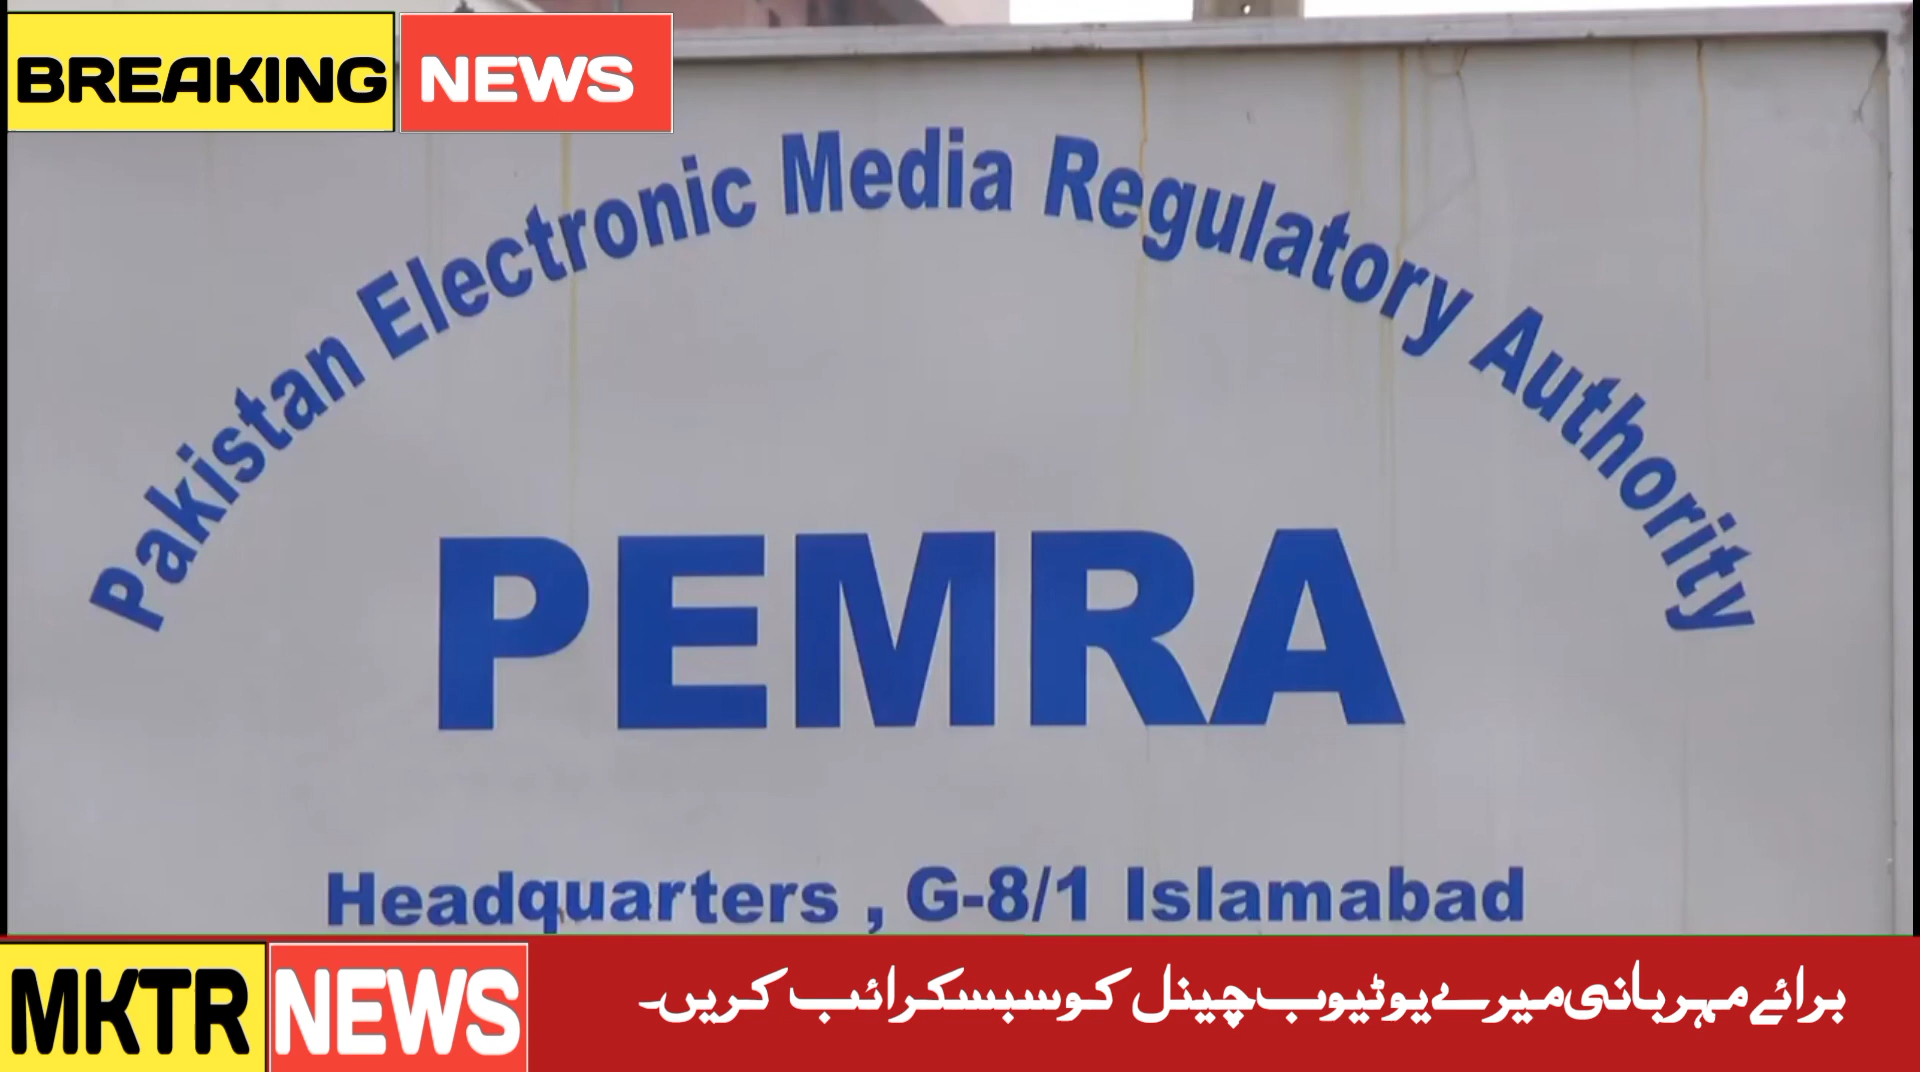 BREAKING NEWS
Pakistan Electronic Media Regulatory Authority
PEMRA
Headquarters , G-8/1 Islamabad
MKTR NEWS
برائے مہربانی میرے یوٹیوب چینل کو سبسکرائب کریں۔